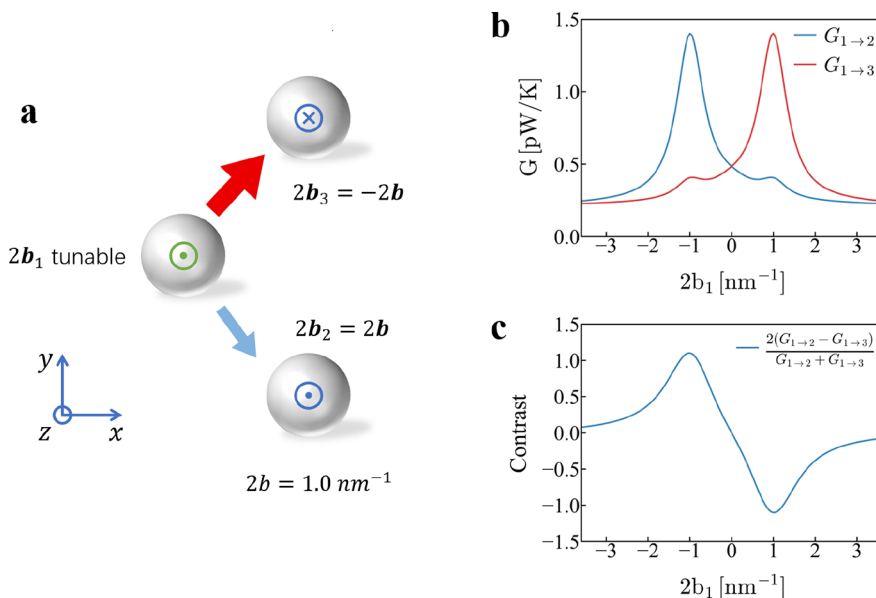 a
2b₃ = −2b
2b₁ tunable
2b₂ = 2b
y
z
x
2b = 1.0 nm⁻¹
b
G₁→₂
G₁→₃
G [pW/K]
1.5
1.0
0.5
0.0
−3 −2 −1 0 1 2 3
2b₁ [nm⁻¹]
c
2(G₁→₂ − G₁→₃)
G₁→₂ + G₁→₃
Contrast
1.5
1.0
0.5
0.0
−0.5
−1.0
−1.5
−3 −2 −1 0 1 2 3
2b₁ [nm⁻¹]